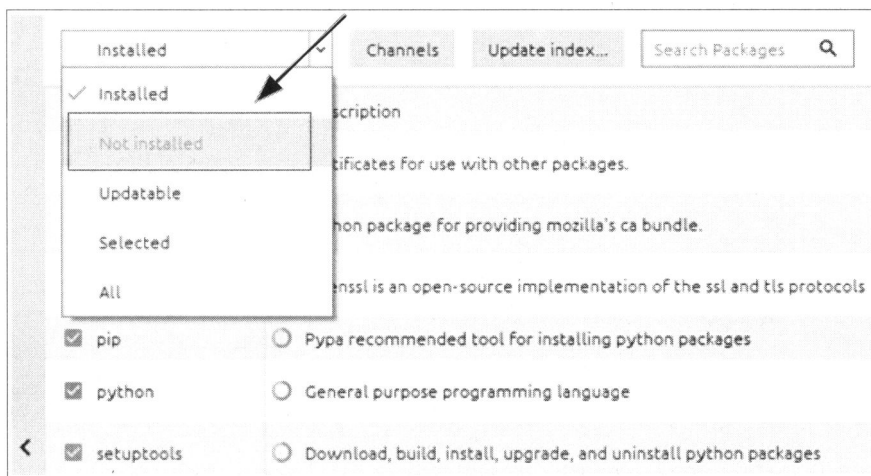 Installed Channels Update index... Search Packages
Installed
scription
Not installed
tificates for use with other packages.
Updatable
hon package for providing mozilla's ca bundle.
Selected
enssl is an open-source implementation of the ssl and tls protocols
All
pip Pypa recommended tool for installing python packages
python General purpose programming language
setuptools Download, build, install, upgrade, and uninstall python packages